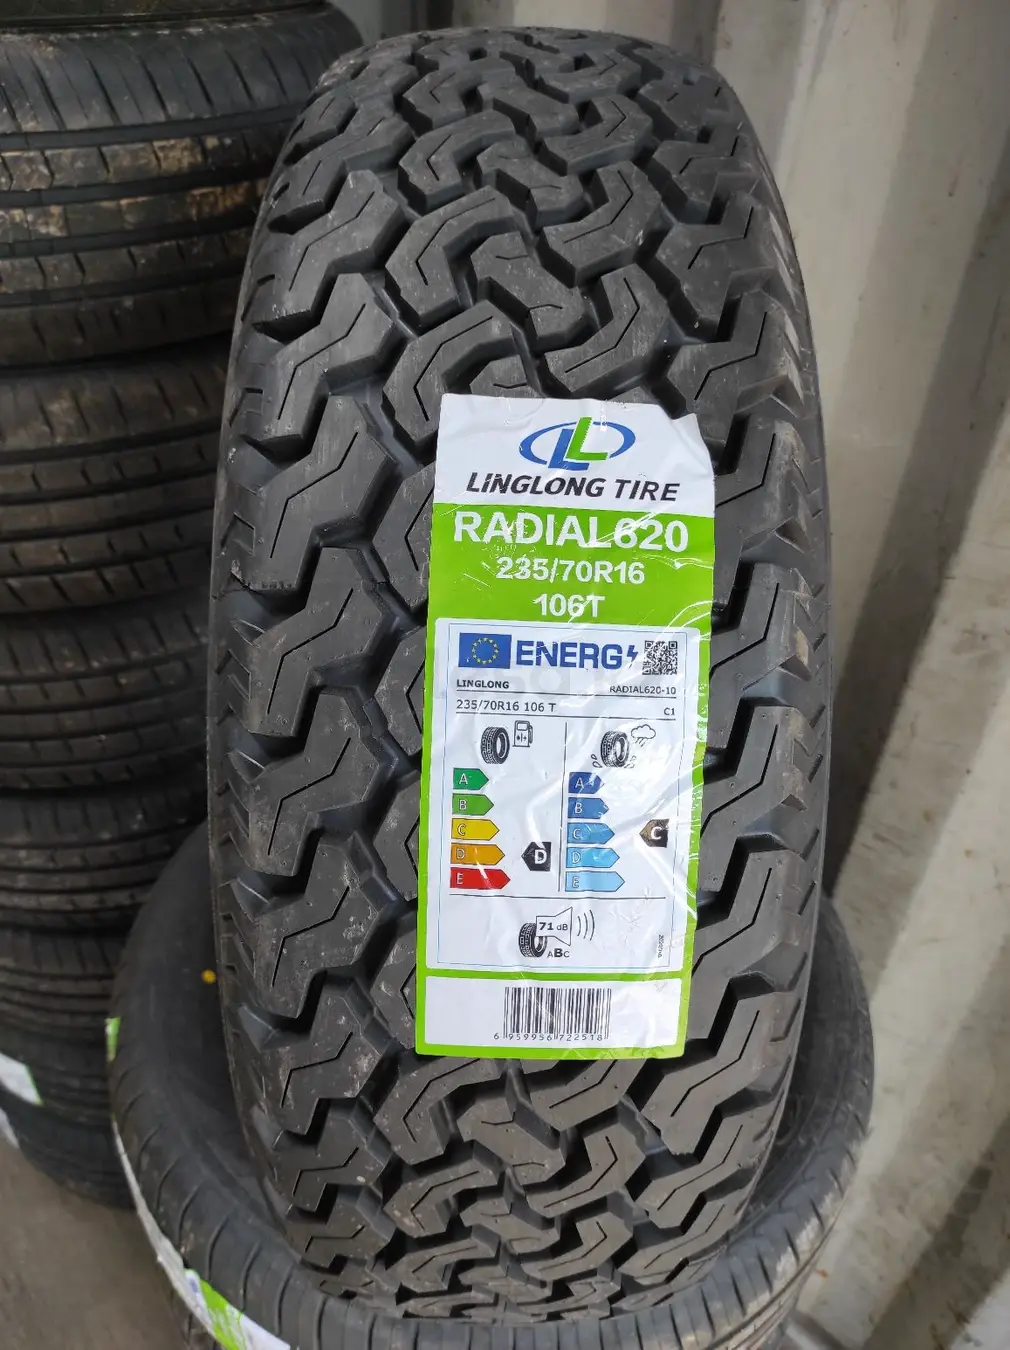 LINGLONG TIRE
RADIAL620
235/70R16
106T
ENERG
LINGLONG RADIAL620-10
235/70R16 106 T C1
A A
B B
C C C
D D D
E E
71 dB
ABC
6 959956 722518